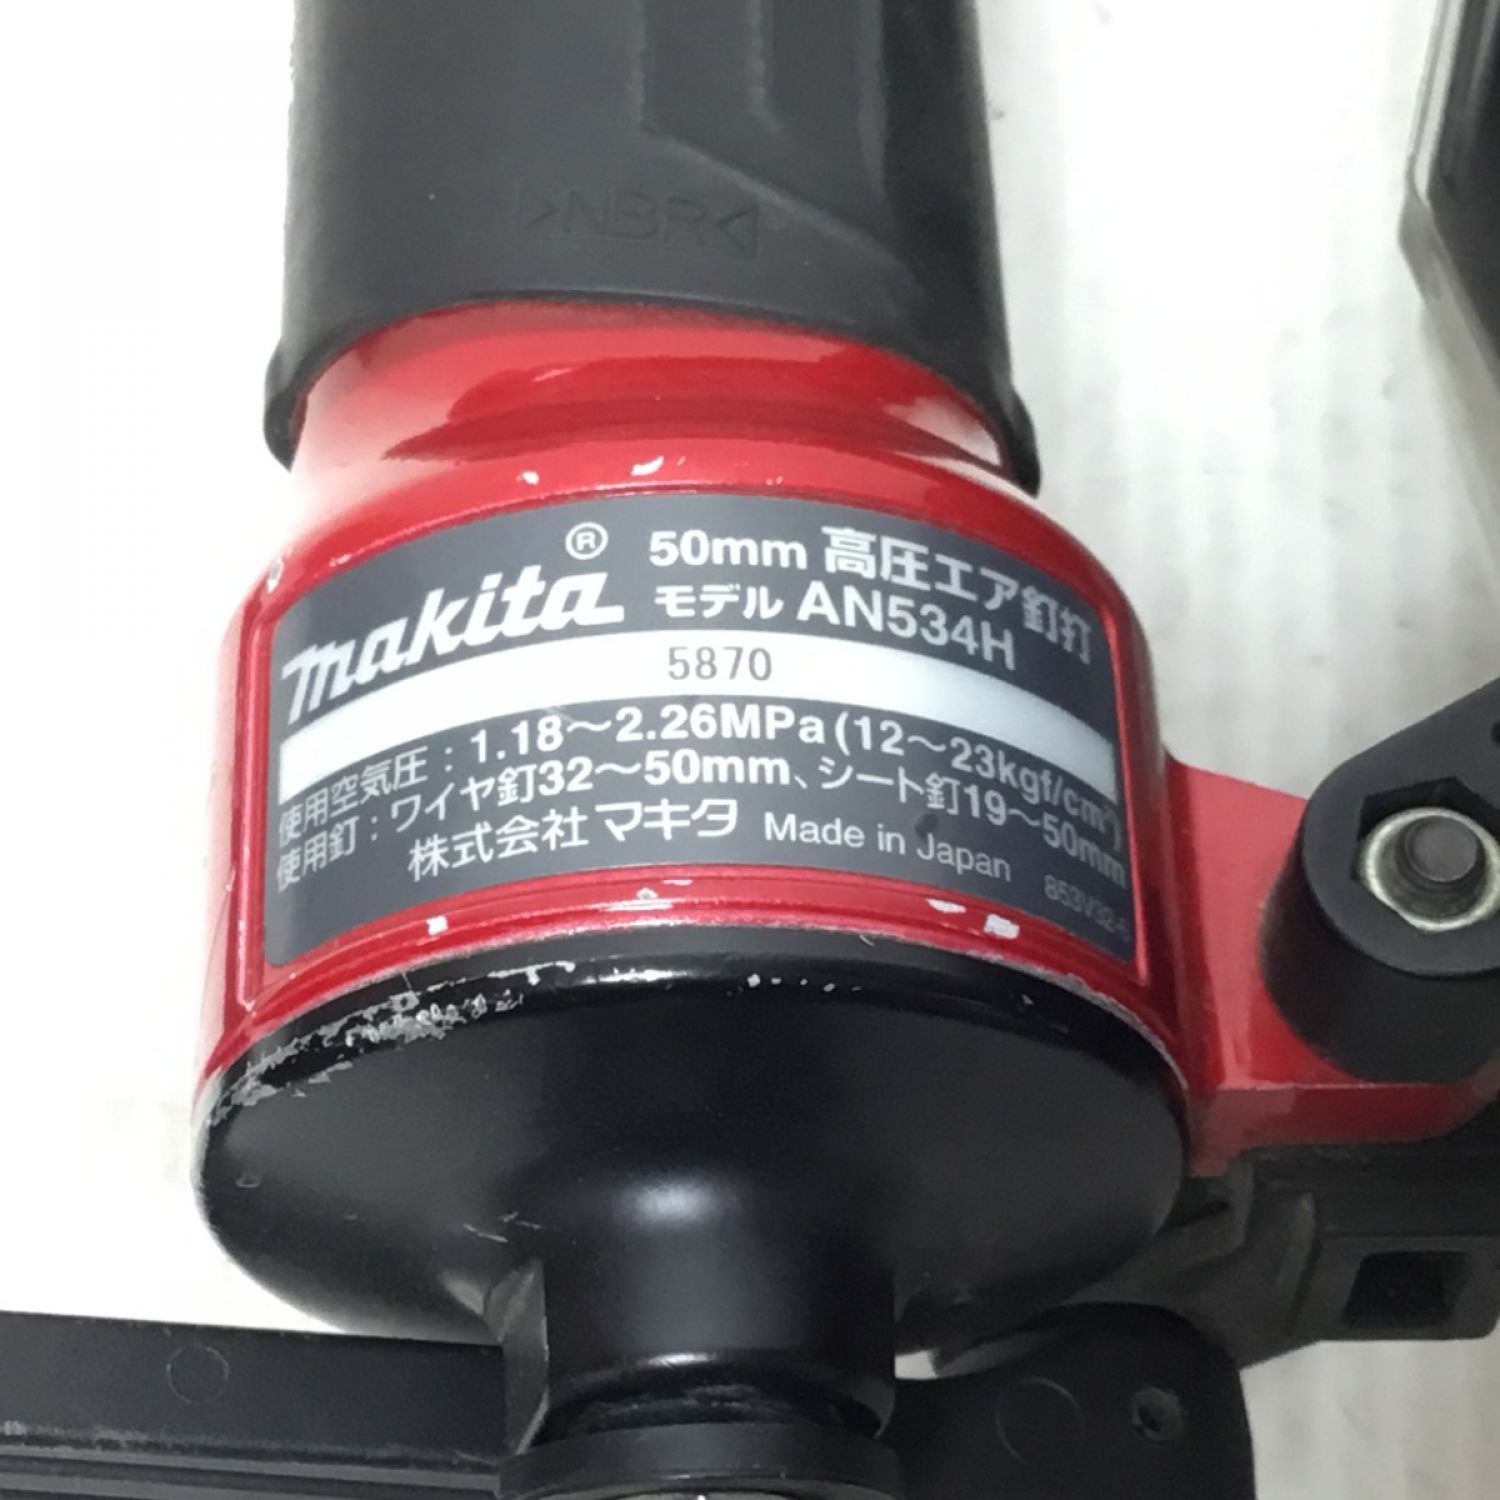 >NBR<
makita® 50mm 高圧エア釘打
モデル AN534H
5870
使用空気圧：1.18～2.26MPa(12～23kgf/cm²)
使用釘：ワイヤ釘32～50mm、シート釘19～50mm
株式会社マキタ Made in Japan